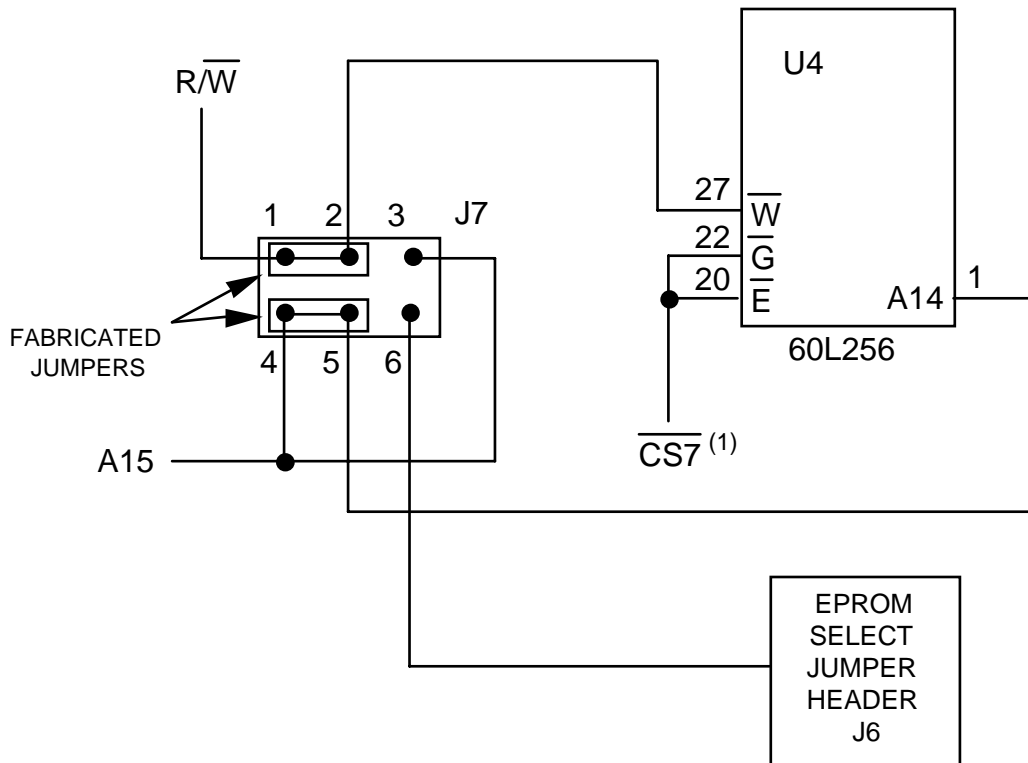 U4
R/W̅
27
W̅
1 2 3 J7
22
G̅
20
E̅
1
A14
FABRICATED
JUMPERS
60L256
4 5 6
C̅S̅7̅ (1)
A15
EPROM
SELECT
JUMPER
HEADER
J6